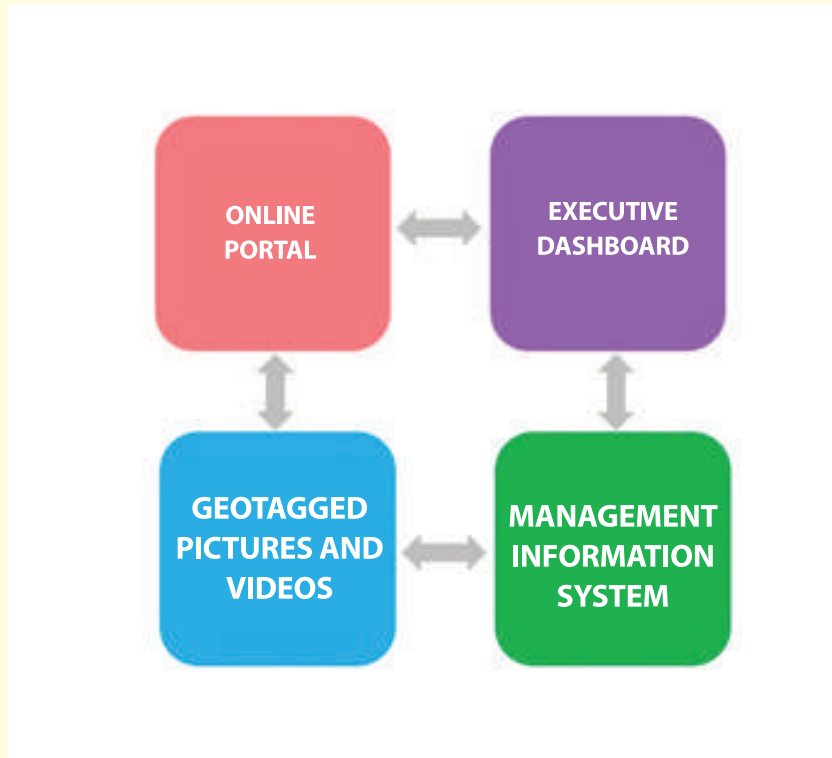 ONLINE
PORTAL
EXECUTIVE
DASHBOARD
GEOTAGGED
PICTURES AND
VIDEOS
MANAGEMENT
INFORMATION
SYSTEM